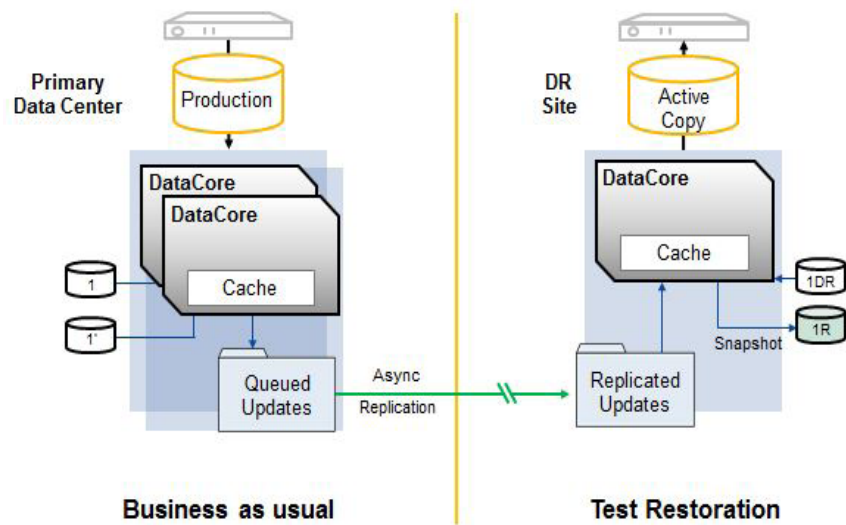 Primary
Data Center
Production
DataCore
DataCore
Cache
1
1'
Queued
Updates
Async
Replication
Business as usual
DR
Site
Active
Copy
DataCore
Cache
1DR
1R
Snapshot
Replicated
Updates
Test Restoration